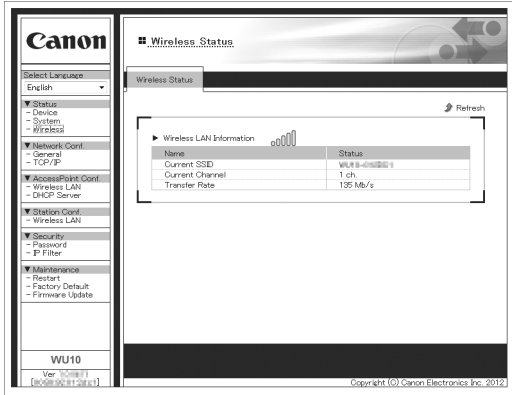 Canon
Wireless Status
Select Language
English
Wireless Status
▼ Status
- Device
- System
- Wireless
Refresh
▼ Network Conf.
- General
- TCP/IP
► Wireless LAN Information
Name Status
Current SSID
Current Channel 1 ch.
Transfer Rate 135 Mb/s
▼ AccessPoint Conf.
- Wireless LAN
- DHCP Server
▼ Station Conf.
- Wireless LAN
▼ Security
- Password
- IP Filter
▼ Maintenance
- Restart
- Factory Default
- Firmware Update
WU10
Ver
Copyright (C) Canon Electronics Inc. 2012